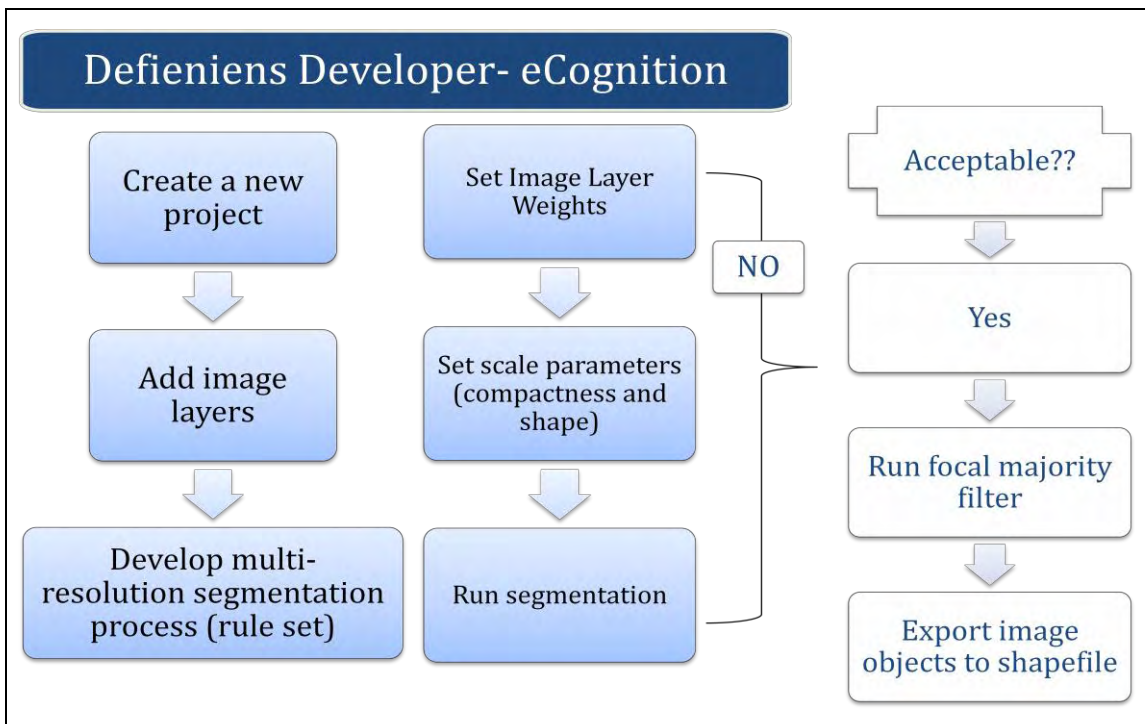 Defieniens Developer- eCognition
Create a new
project
Add image
layers
Develop multi-
resolution segmentation
process (rule set)
Set Image Layer
Weights
Set scale parameters
(compactness and
shape)
Run segmentation
NO
Acceptable??
Yes
Run focal majority
filter
Export image
objects to shapefile